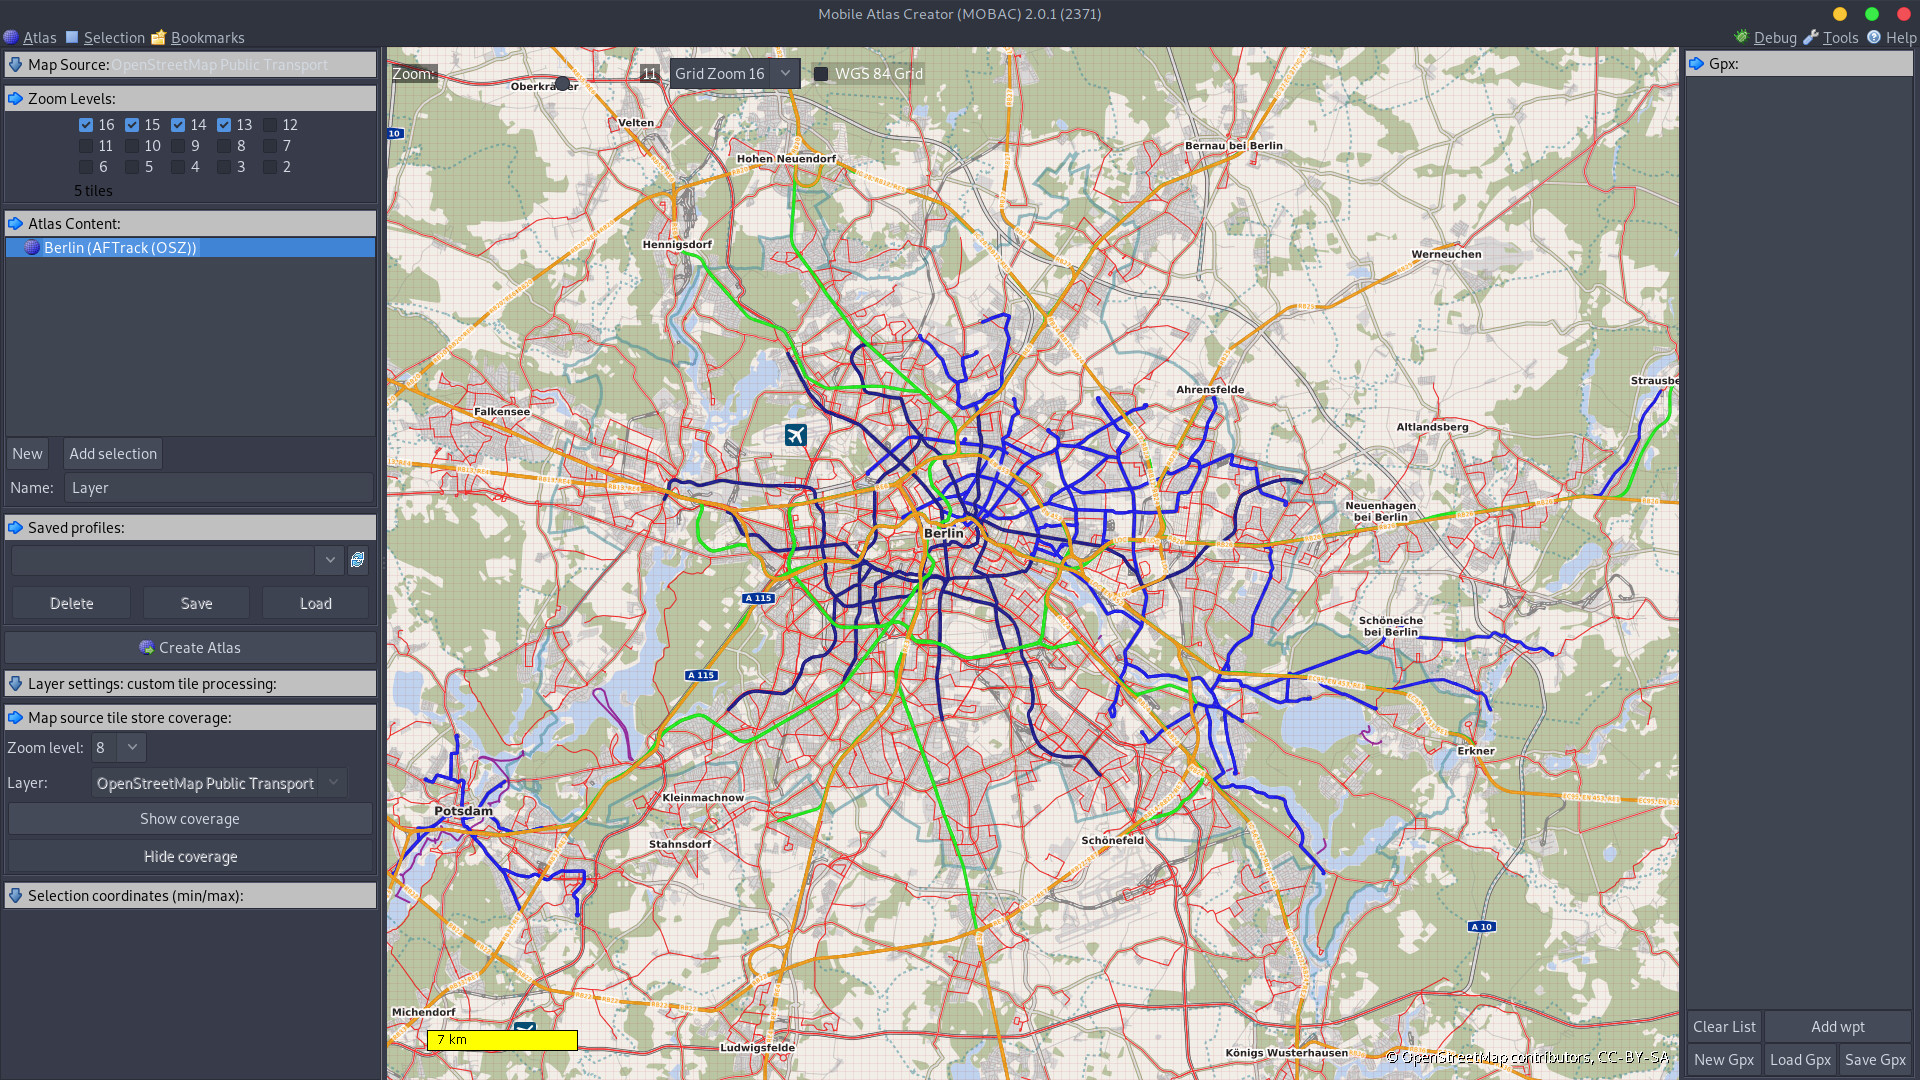 Mobile Atlas Creator (MOBAC) 2.0.1 (2371)
Atlas Selection Bookmarks
Debug Tools Help
Map Source: OpenStreetMap Public Transport
Zoom Levels:
16 15 14 13 12
11 10 9 8 7
6 5 4 3 2
5 tiles
Atlas Content:
Berlin (AFTrack (OSZ))
New Add selection
Name: Layer
Saved profiles:
Delete Save Load
Create Atlas
Layer settings: custom tile processing:
Map source tile store coverage:
Zoom level: 8
Layer: OpenStreetMap Public Transport
Show coverage
Hide coverage
Selection coordinates (min/max):
Zoom: 11 Grid Zoom 16 WGS 84 Grid
Velten
10
Bernau bei Berlin
Hohen Neuendorf
Hennigsdorf
Werneuchen
Ahrensfelde
Falkensee
Altlandsberg
Neuenhagen
bei Berlin
Berlin
A 115
Schöneiche
bei Berlin
A 115
Erkner
Kleinmachnow
Potsdam
Stahnsdorf
Schönefeld
A 10
Michendorf
7 km
Ludwigsfelde
Königs Wusterhausen
© OpenStreetMap contributors, CC-BY-SA
Gpx:
Clear List Add wpt
New Gpx Load Gpx Save Gpx